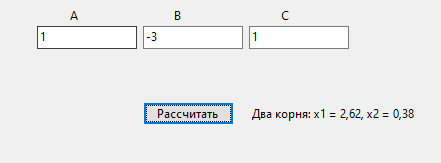 A B C
1 -3 1
Рассчитать Два корня: x1 = 2,62, x2 = 0,38